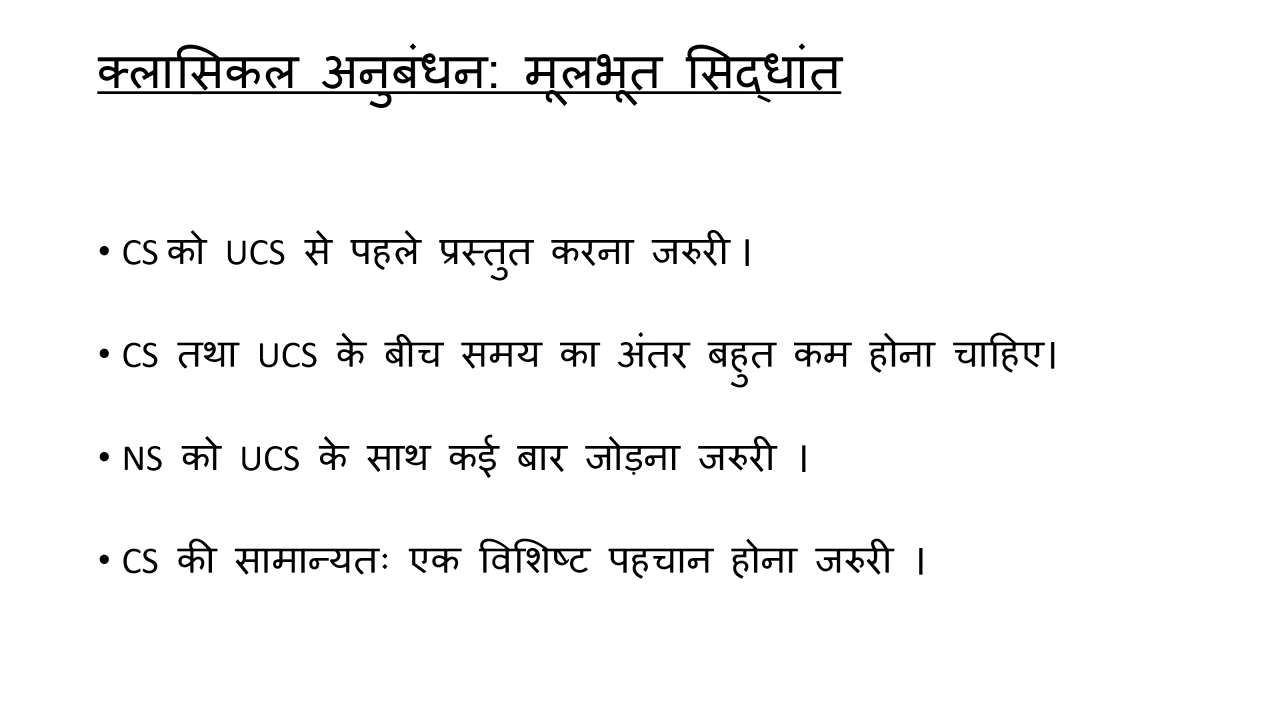 क्लासिकल अनुबंधन: मूलभूत सिद्धांत
• CS को UCS से पहले प्रस्तुत करना जरुरी ।
• CS तथा UCS के बीच समय का अंतर बहुत कम होना चाहिए।
• NS को UCS के साथ कई बार जोड़ना जरुरी ।
• CS की सामान्यतः एक विशिष्ट पहचान होना जरुरी ।